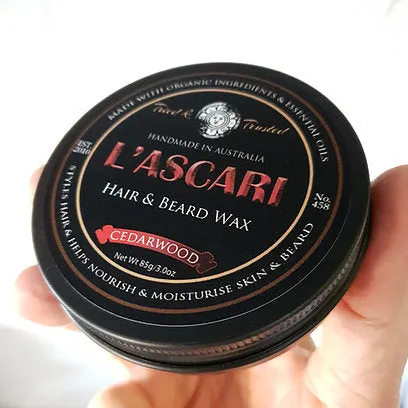 MADE WITH ORGANIC INGREDIENTS & ESSENTIAL OILS
Tried & Trusted
HANDMADE IN AUSTRALIA
EST.
2010
L'ASCARI
No.
458
HAIR & BEARD WAX
CEDARWOOD
NET WT 85g/3.0oz
STYLES HAIR & HELPS NOURISH & MOISTURISE SKIN & BEARD